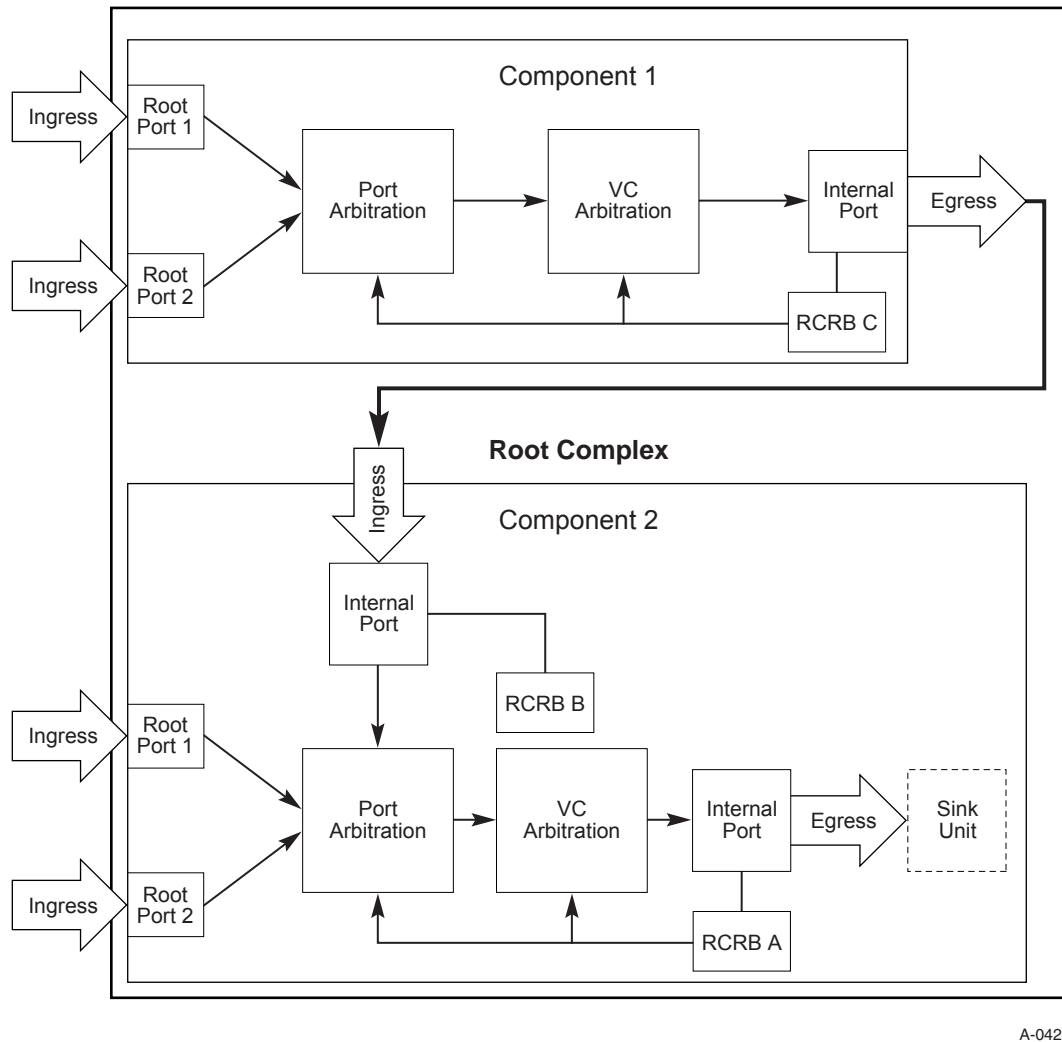 Component 1
Ingress
Root
Port 1
Port
Arbitration
VC
Arbitration
Internal
Port
Egress
Ingress
Root
Port 2
RCRB C
Root Complex
Ingress
Component 2
Internal
Port
RCRB B
Ingress
Root
Port 1
Port
Arbitration
VC
Arbitration
Internal
Port
Egress
Sink
Unit
Ingress
Root
Port 2
RCRB A
A-042